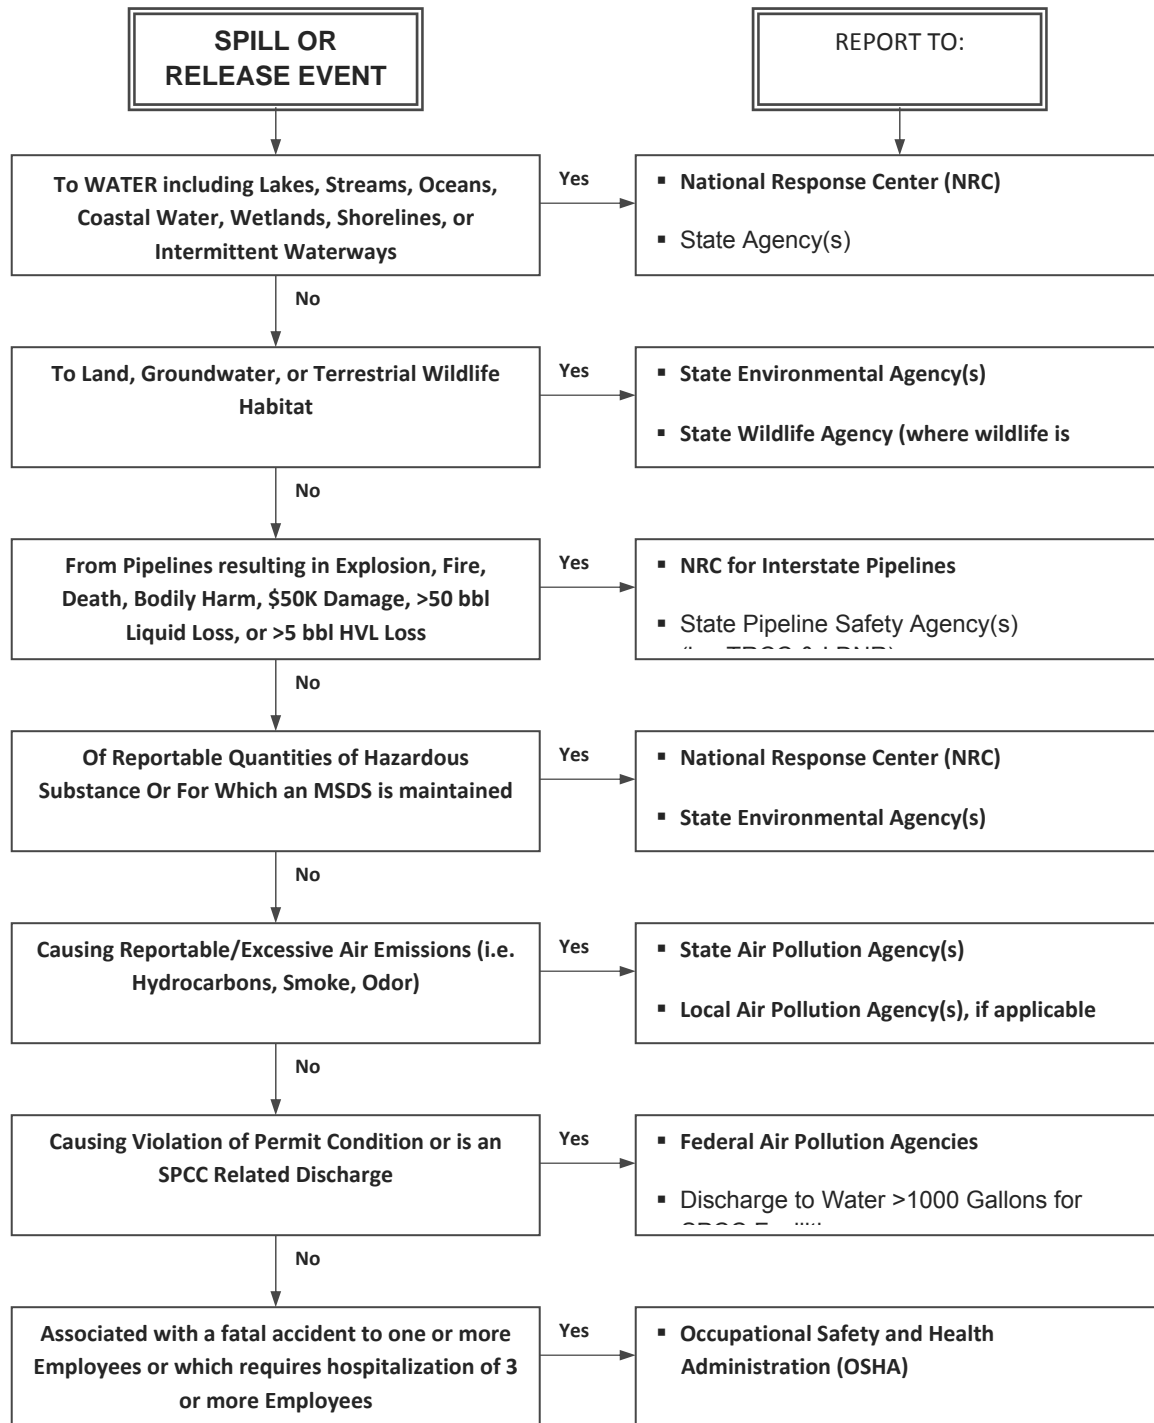 SPILL OR
RELEASE EVENT
REPORT TO:
To WATER including Lakes, Streams, Oceans,
Coastal Water, Wetlands, Shorelines, or
Intermittent Waterways
Yes
▪ National Response Center (NRC)
▪ State Agency(s)
No
To Land, Groundwater, or Terrestrial Wildlife
Habitat
Yes
▪ State Environmental Agency(s)
▪ State Wildlife Agency (where wildlife is
No
From Pipelines resulting in Explosion, Fire,
Death, Bodily Harm, $50K Damage, >50 bbl
Liquid Loss, or >5 bbl HVL Loss
Yes
▪ NRC for Interstate Pipelines
▪ State Pipeline Safety Agency(s)
No
Of Reportable Quantities of Hazardous
Substance Or For Which an MSDS is maintained
Yes
▪ National Response Center (NRC)
▪ State Environmental Agency(s)
No
Causing Reportable/Excessive Air Emissions (i.e.
Hydrocarbons, Smoke, Odor)
Yes
▪ State Air Pollution Agency(s)
▪ Local Air Pollution Agency(s), if applicable
No
Causing Violation of Permit Condition or is an
SPCC Related Discharge
Yes
▪ Federal Air Pollution Agencies
▪ Discharge to Water >1000 Gallons for
No
Associated with a fatal accident to one or more
Employees or which requires hospitalization of 3
or more Employees
Yes
▪ Occupational Safety and Health
Administration (OSHA)